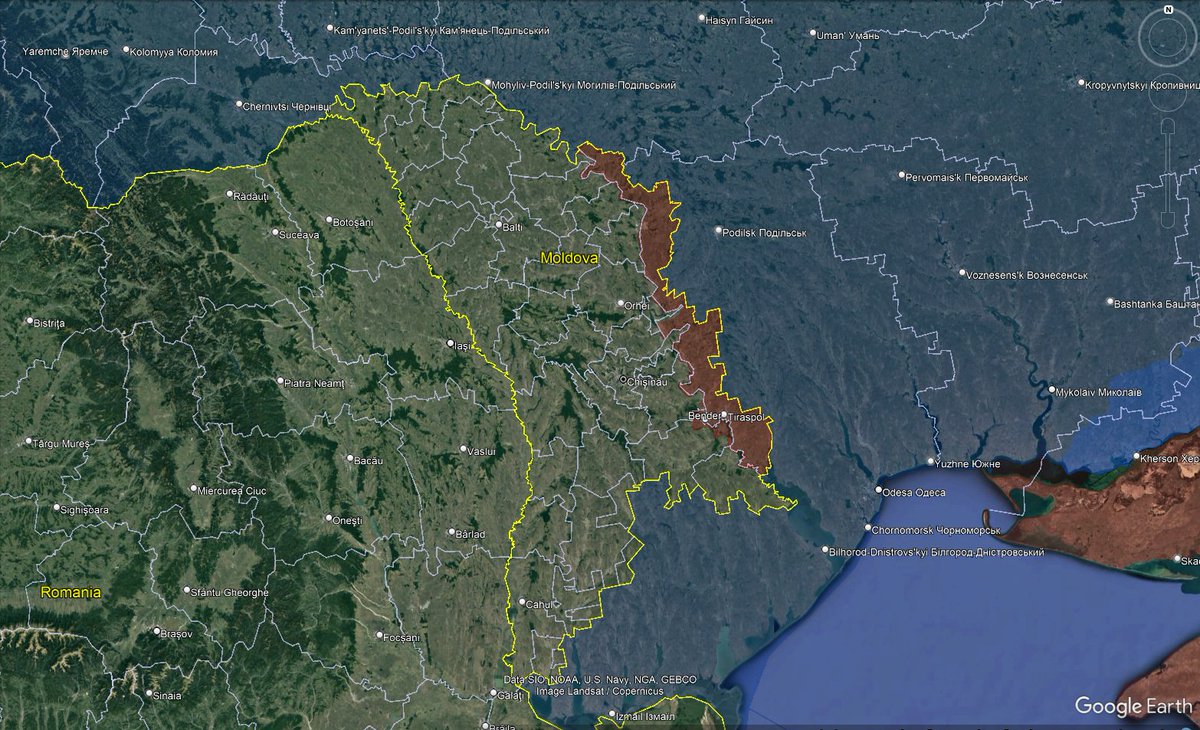 N
Haisyn Гайсин
Kam'yanets'-Podil's'kyi Кам'янець-Подільський
Uman' Умань
Yaremche Яремче
Kolomyya Коломия
Mohyliv-Podil's'kyi Могилів-Подільський
Kropyvnytskyi Кропивниц
Chernivtsi Чернівці
Pervomais'k Первомайськ
Rădăuți
Botoșani
Suceava
Balti
Podilsk Подільськ
Moldova
Voznesens'k Вознесенськ
Orhei
Bashtanka Башта
Bistrița
Iași
Piatra Neamț
Chișinău
Mykolaiv Миколаїв
Bender
Tiraspol
Târgu Mureș
Vaslui
Bacău
Yuzhne Южне
Kherson Хер
Miercurea Ciuc
Odesa Одеса
Sighișoara
Onești
Bârlad
Chornomorsk Чорноморськ
Bilhorod-Dnistrovs'kyi Білгород-Дністровський
Ska
Romania
Sfântu Gheorghe
Cahul
Brașov
Focșani
Data SIO, NOAA, U.S. Navy, NGA, GEBCO
Image Landsat / Copernicus
Sinaia
Galați
Google Earth
Izmail Ізмаїл
Brăila